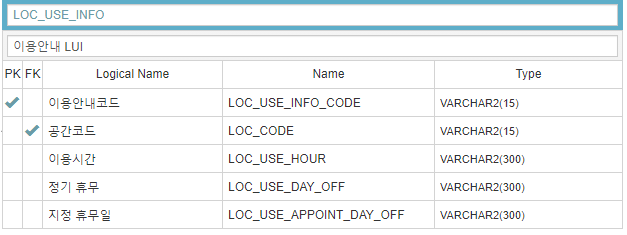 LOC_USE_INFO
이용안내 LUI
PK FK Logical Name Name Type
이용안내코드 LOC_USE_INFO_CODE VARCHAR2(15)
공간코드 LOC_CODE VARCHAR2(15)
이용시간 LOC_USE_HOUR VARCHAR2(300)
정기 휴무 LOC_USE_DAY_OFF VARCHAR2(300)
지정 휴무일 LOC_USE_APPOINT_DAY_OFF VARCHAR2(300)